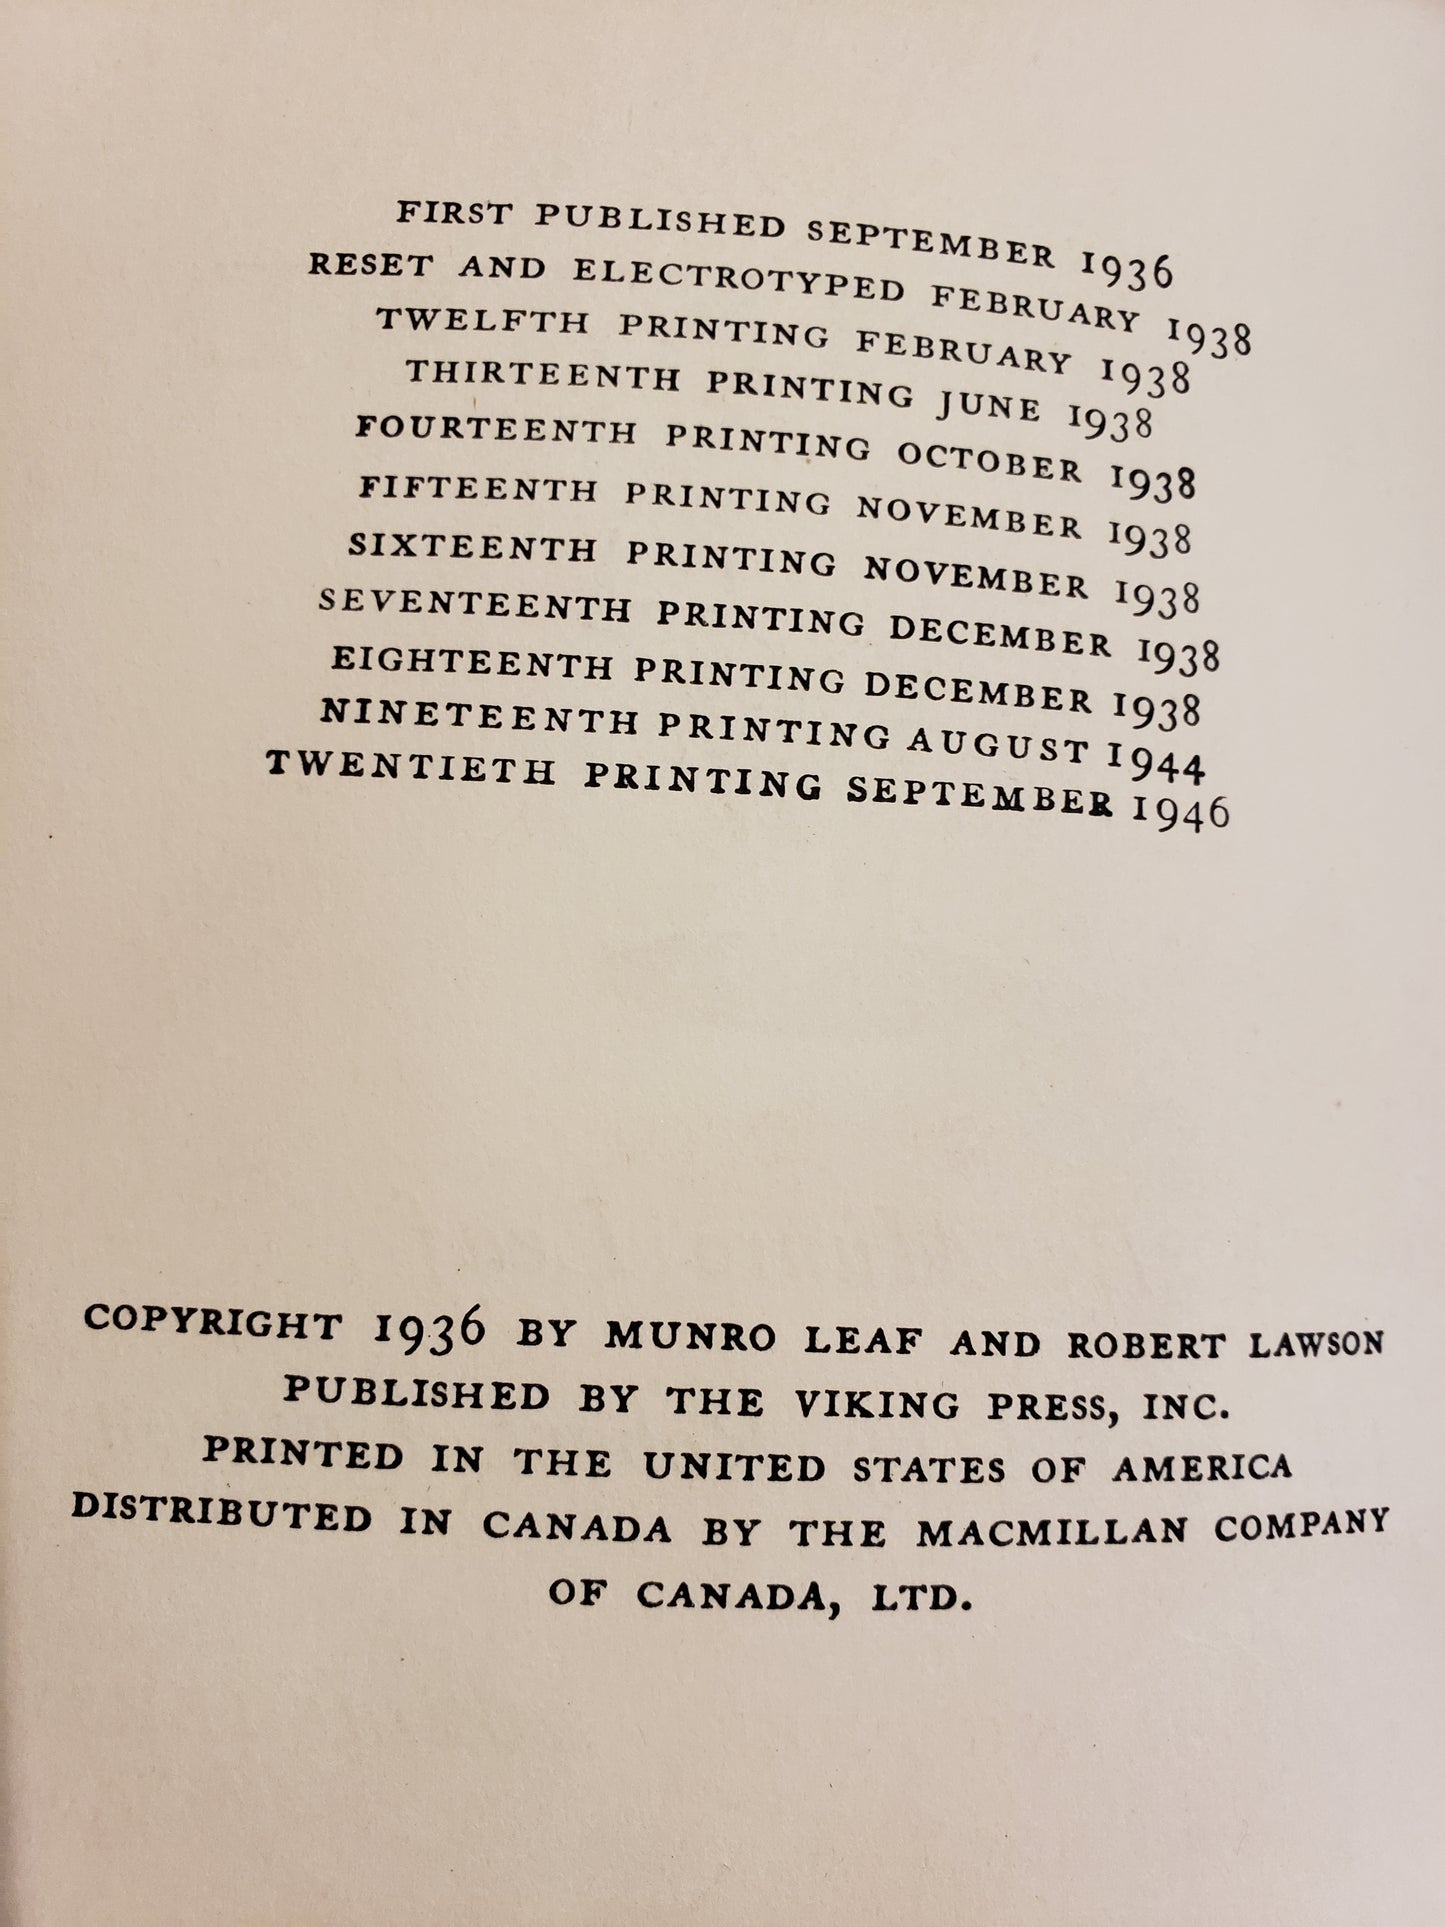 FIRST PUBLISHED SEPTEMBER 1936
RESET AND ELECTROTYPED FEBRUARY 1938
TWELFTH PRINTING FEBRUARY 1938
THIRTEENTH PRINTING JUNE 1938
FOURTEENTH PRINTING OCTOBER 1938
FIFTEENTH PRINTING NOVEMBER 1938
SIXTEENTH PRINTING NOVEMBER 1938
SEVENTEENTH PRINTING DECEMBER 1938
EIGHTEENTH PRINTING DECEMBER 1938
NINETEENTH PRINTING AUGUST 1944
TWENTIETH PRINTING SEPTEMBER 1946
COPYRIGHT 1936 BY MUNRO LEAF AND ROBERT LAWSON
PUBLISHED BY THE VIKING PRESS, INC.
PRINTED IN THE UNITED STATES OF AMERICA
DISTRIBUTED IN CANADA BY THE MACMILLAN COMPANY
OF CANADA, LTD.